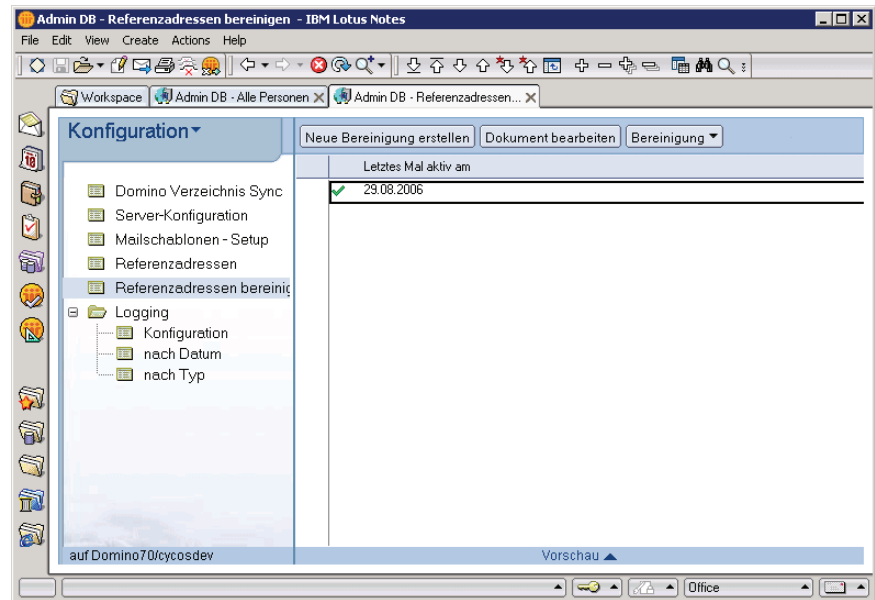 Admin DB - Referenzadressen bereinigen - IBM Lotus Notes
File Edit View Create Actions Help
Workspace Admin DB - Alle Personen Admin DB - Referenzadressen...
Konfiguration
Neue Bereinigung erstellen Dokument bearbeiten Bereinigung
Letztes Mal aktiv am
29.08.2006
Domino Verzeichnis Sync
Server-Konfiguration
Mailschablonen - Setup
Referenzadressen
Referenzadressen bereinig
Logging
Konfiguration
nach Datum
nach Typ
auf Domino70/cycosdev
Vorschau
Office